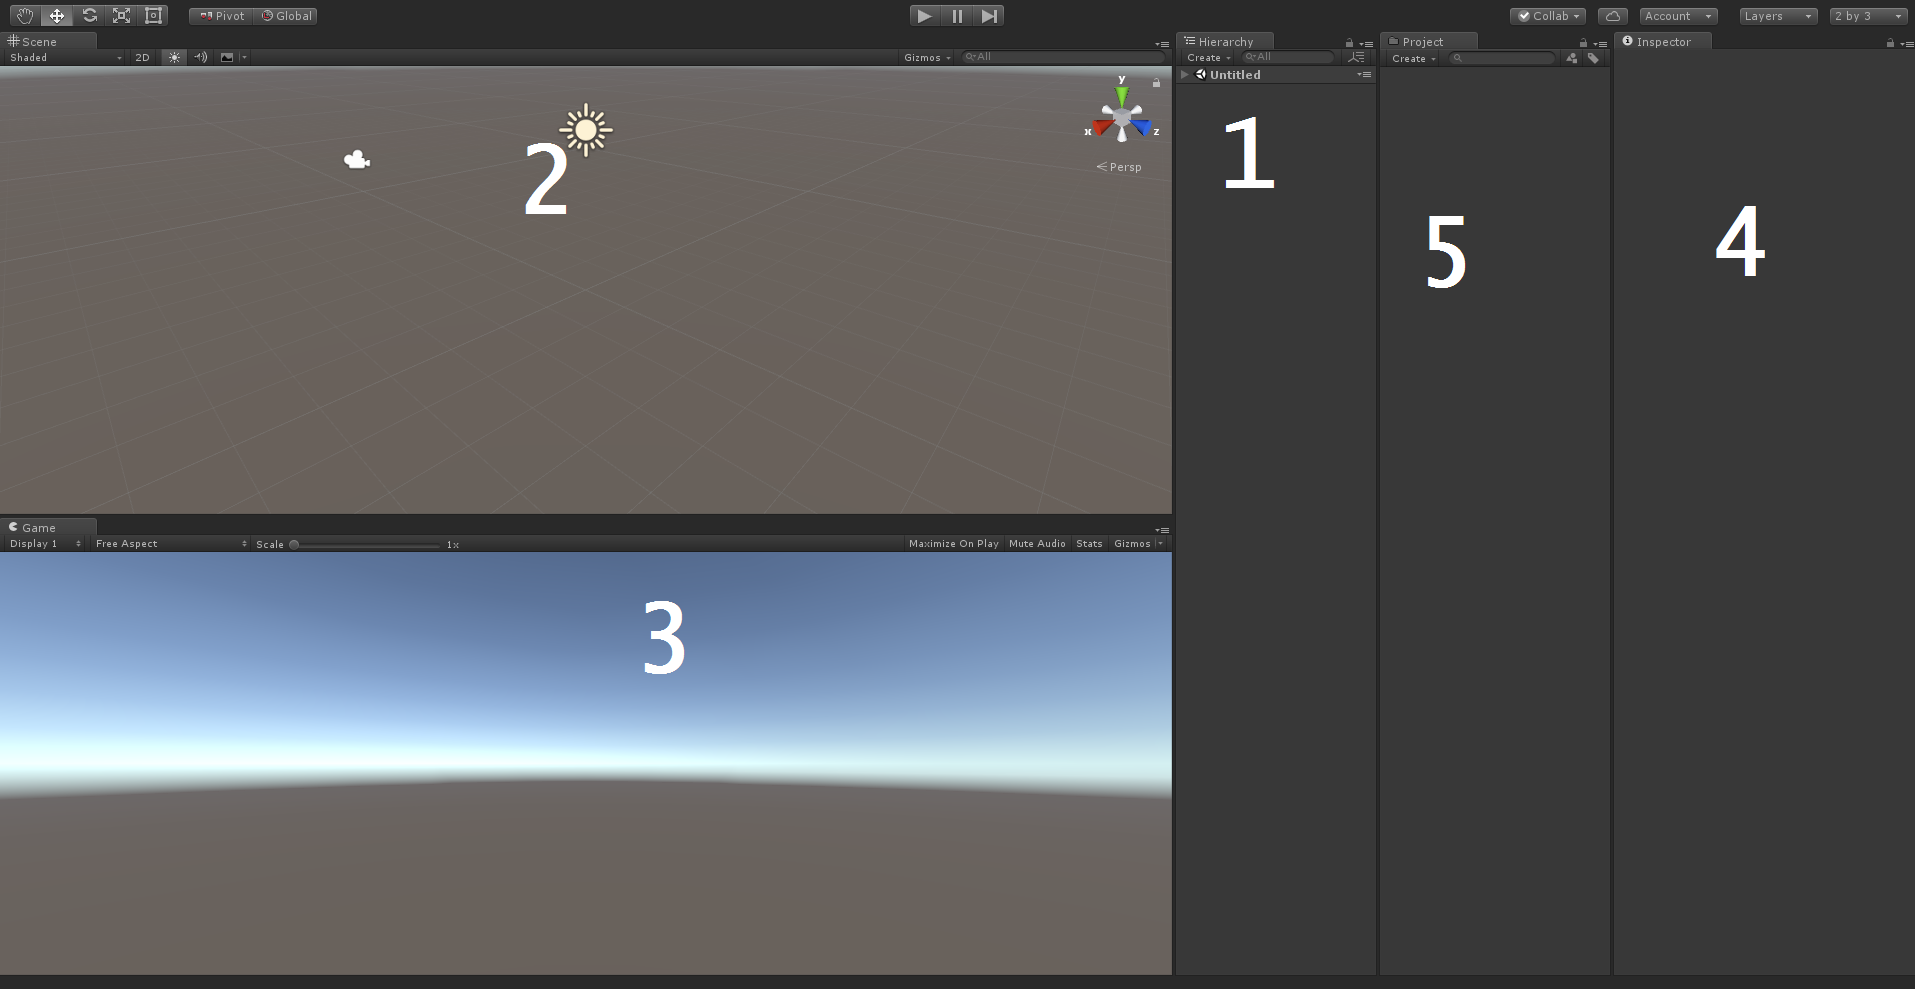 Pivot Global Collab Account Layers 2 by 3
Scene
Shaded 2D Gizmos All
y
x z
Persp
2
Game
Display 1 Free Aspect Scale 1x Maximize On Play Mute Audio Stats Gizmos
3
Hierarchy
Create All
Untitled
1
Project
Create
5
Inspector
4